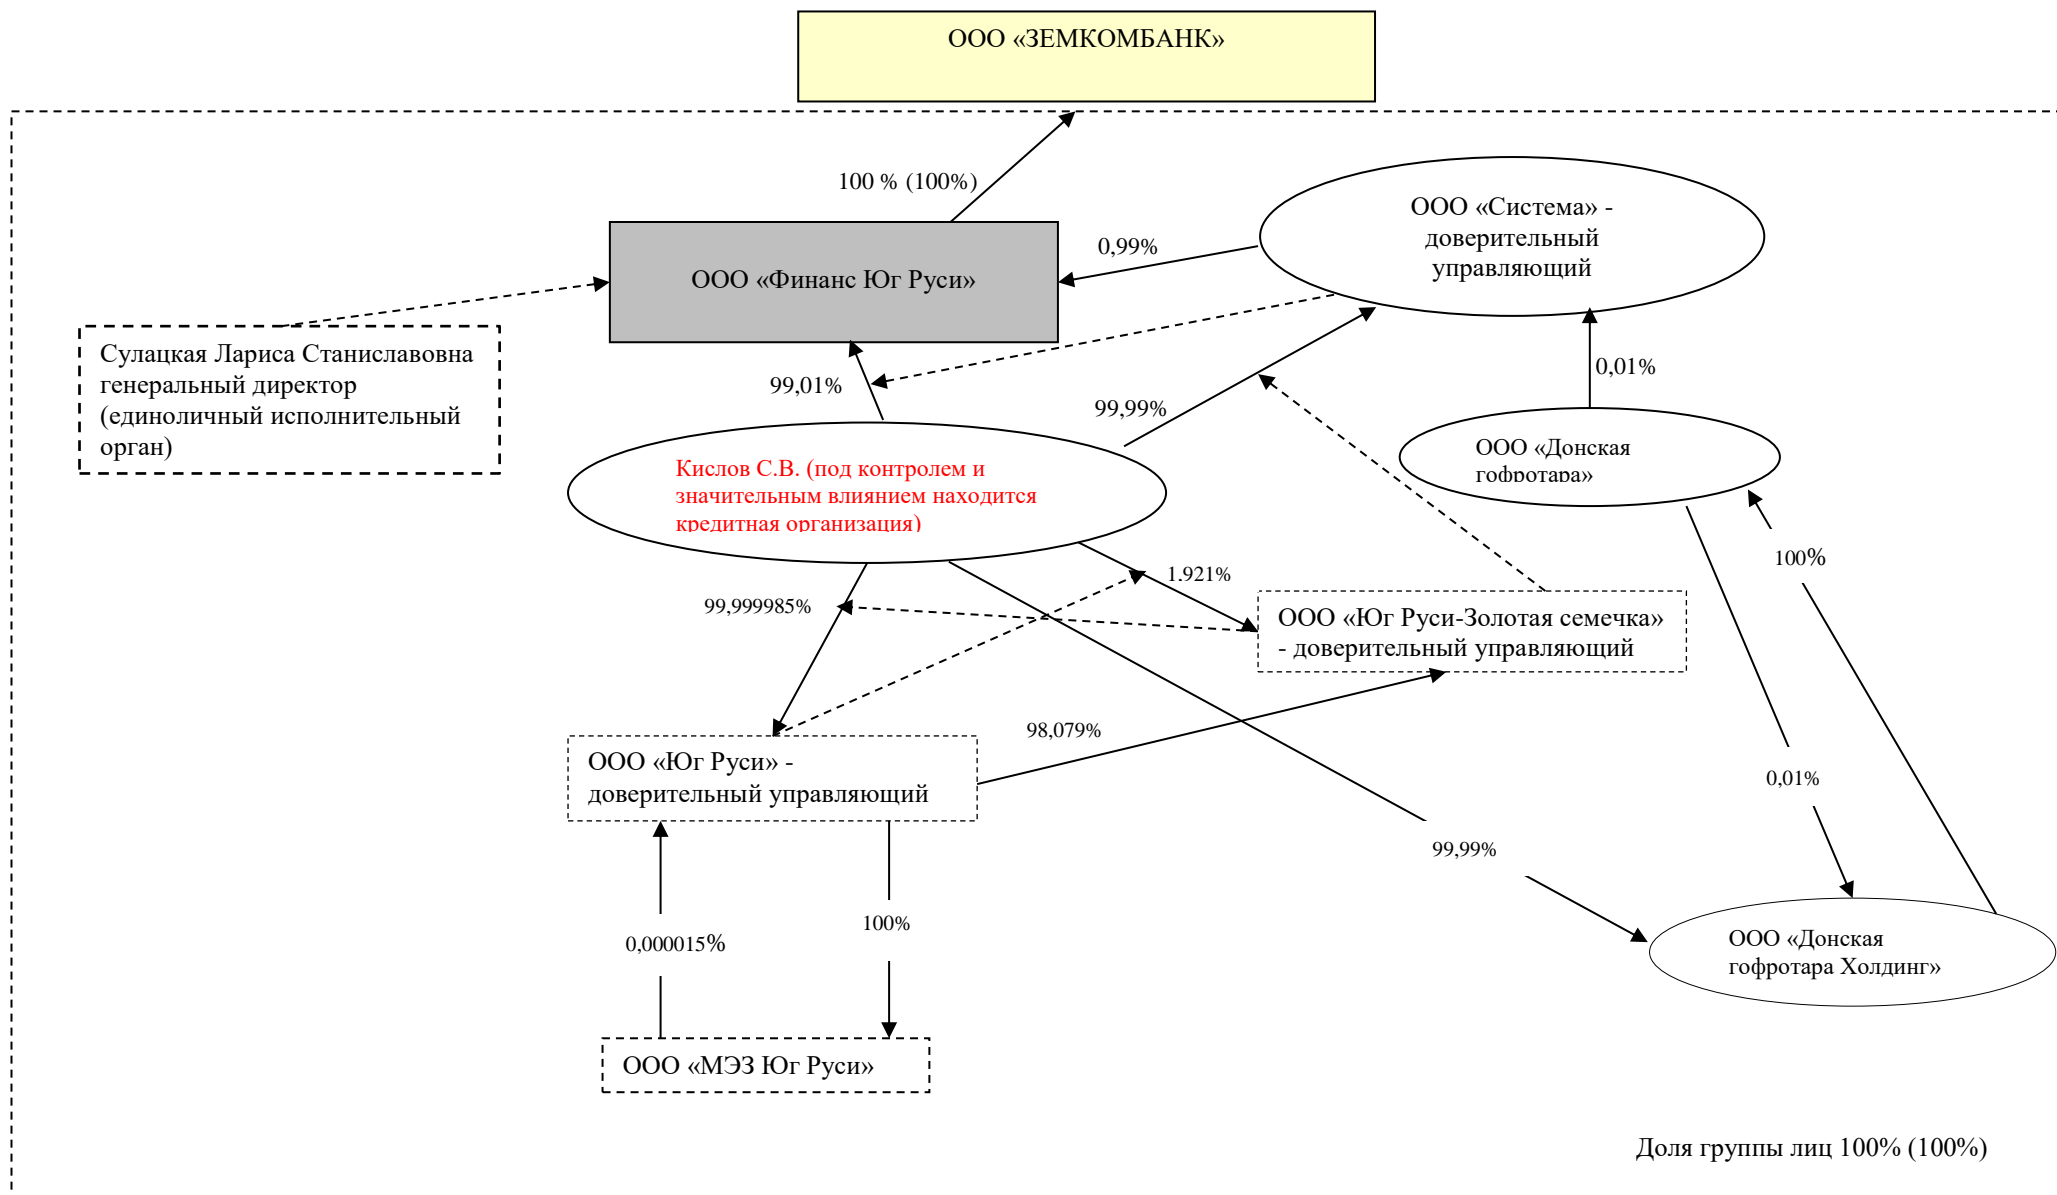 ООО «ЗЕМКОМБАНК»
100 % (100%)
ООО «Система» -
доверительный
управляющий
0,99%
ООО «Финанс Юг Руси»
Сулацкая Лариса Станиславовна
генеральный директор
(единоличный исполнительный
орган)
99,01%
0,01%
99,99%
ООО «Донская
гофротара»
Кислов С.В. (под контролем и
значительным влиянием находится
кредитная организация)
100%
1.921%
99,999985%
ООО «Юг Руси-Золотая семечка»
- доверительный управляющий
98,079%
ООО «Юг Руси» -
доверительный управляющий
0,01%
99,99%
100%
0,000015%
ООО «Донская
гофротара Холдинг»
ООО «МЭЗ Юг Руси»
Доля группы лиц 100% (100%)